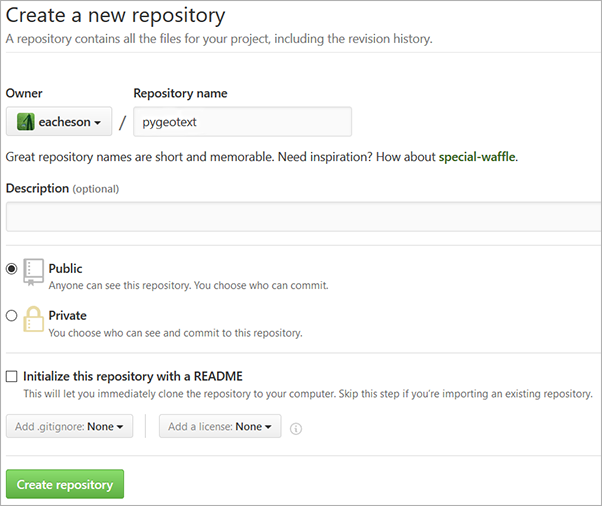 Create a new repository
A repository contains all the files for your project, including the revision history.
Owner Repository name
eacheson / pygeotext
Great repository names are short and memorable. Need inspiration? How about special-waffle.
Description (optional)
Public
Anyone can see this repository. You choose who can commit.
Private
You choose who can see and commit to this repository.
Initialize this repository with a README
This will let you immediately clone the repository to your computer. Skip this step if you're importing an existing repository.
Add .gitignore: None Add a license: None
Create repository